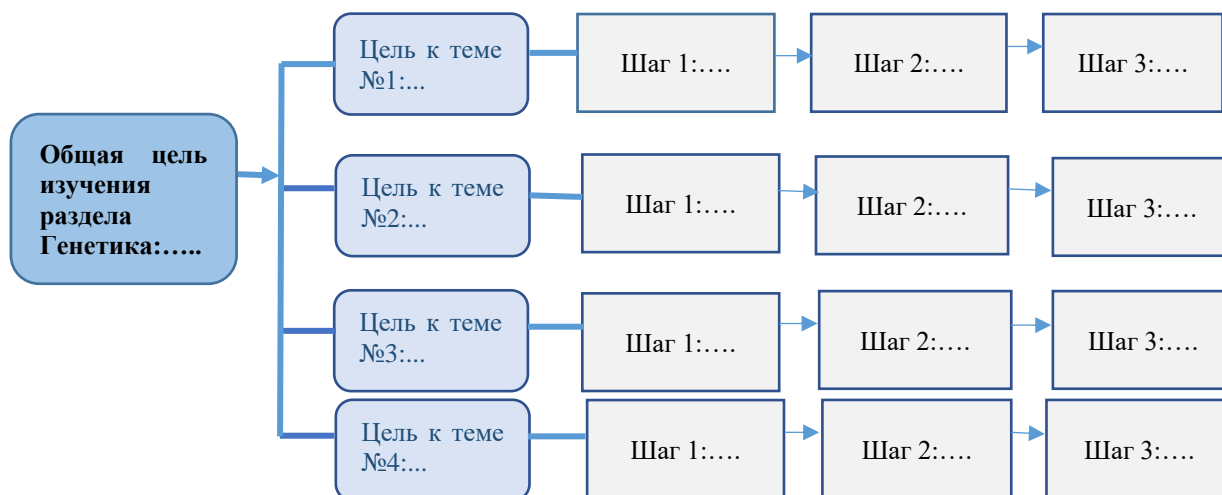 Общая цель
изучения
раздела
Генетика:…..
Цель к теме
№1:...
Шаг 1:….
Шаг 2:….
Шаг 3:….
Цель к теме
№2:...
Шаг 1:….
Шаг 2:….
Шаг 3:….
Цель к теме
№3:...
Шаг 1:….
Шаг 2:….
Шаг 3:….
Цель к теме
№4:...
Шаг 1:….
Шаг 2:….
Шаг 3:….